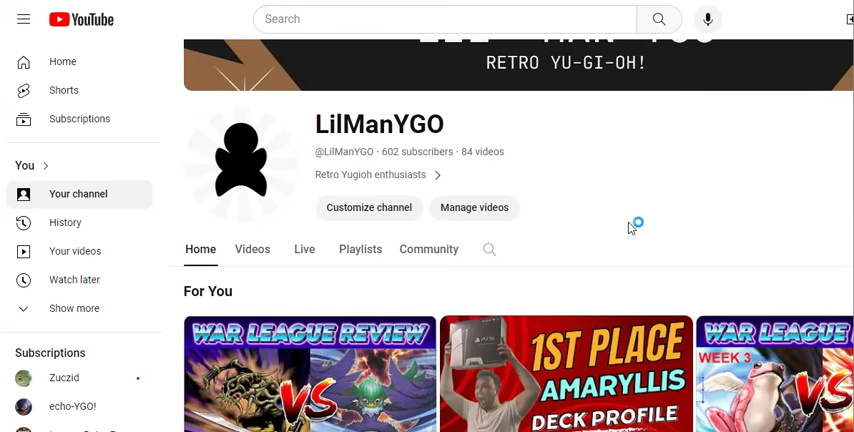 YouTube
Search
RETRO YU-GI-OH!
Home
Shorts
Subscriptions
You
Your channel
History
Your videos
Watch later
Show more
Subscriptions
Zuczid
echo-YGO!
LilManYGO
@LilManYGO · 602 subscribers · 84 videos
Retro Yugioh enthusiasts
Customize channel Manage videos
Home Videos Live Playlists Community
For You
WAR LEAGUE REVIEW
VS
1ST PLACE
AMARYLLIS
DECK PROFILE
WAR LEAGUE
WEEK 3
VS